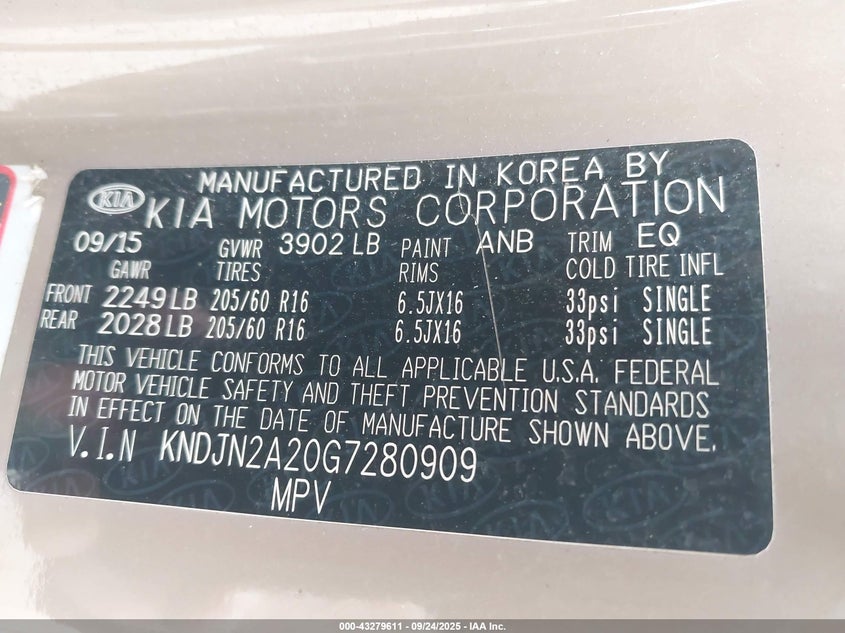 MANUFACTURED IN KOREA BY
KIA KIA MOTORS CORPORATION
09/15 GVWR 3902 LB PAINT ANB TRIM EQ
GAWR TIRES RIMS COLD TIRE INFL
FRONT 2249 LB 205/60 R16 6.5JX16 33psi SINGLE
REAR 2028 LB 205/60 R16 6.5JX16 33psi SINGLE
THIS VEHICLE CONFORMS TO ALL APPLICABLE U.S.A. FEDERAL
MOTOR VEHICLE SAFETY AND THEFT PREVENTION STANDARDS
IN EFFECT ON THE DATE OF MANUFACTURE SHOWN ABOVE.
V.I.N KNDJN2A20G7280909
MPV
000-43279611 - 09/24/2025 - IAA Inc.